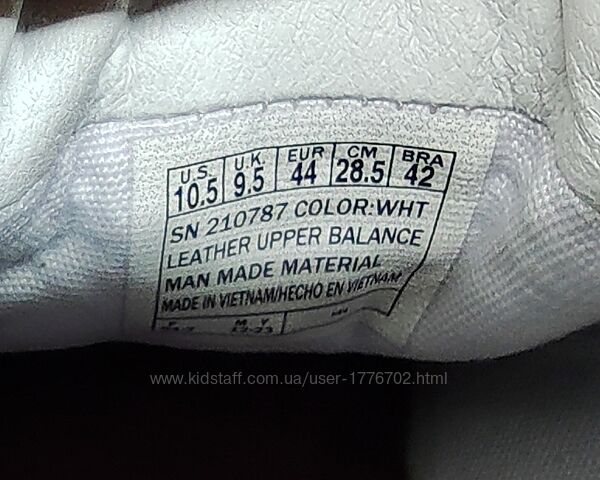 U.S. U.K. EUR CM BRA
10.5 9.5 44 28.5 42
SN 210787 COLOR:WHT
LEATHER UPPER BALANCE
MAN MADE MATERIAL
MADE IN VIETNAM/HECHO EN VIETNAM
www.kidstaff.com.ua/user-1776702.html